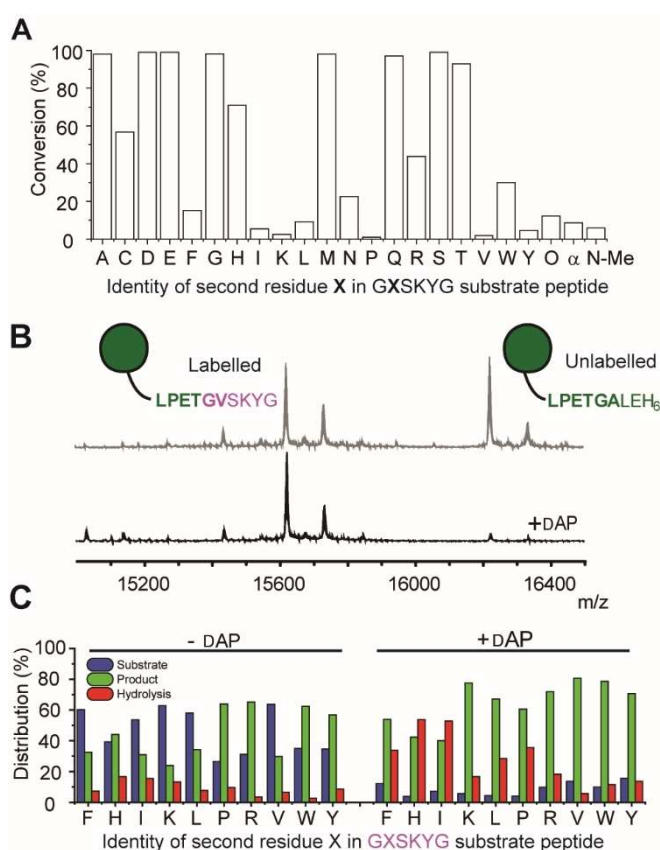 A
Conversion (%)
100
80
60
40
20
0
A C D E F G H I K L M N P Q R S T V W Y O α N-Me
Identity of second residue X in GXSKYG substrate peptide
B
Labelled
Unlabelled
LPETGVSKYG
LPETGALEH6
+DAP
15200 15600 16000 16400
m/z
C
- DAP
+DAP
Distribution (%)
100
80
60
40
20
0
Substrate
Product
Hydrolysis
F H I K L P R V W Y F H I K L P R V W Y
Identity of second residue X in GXSKYG substrate peptide